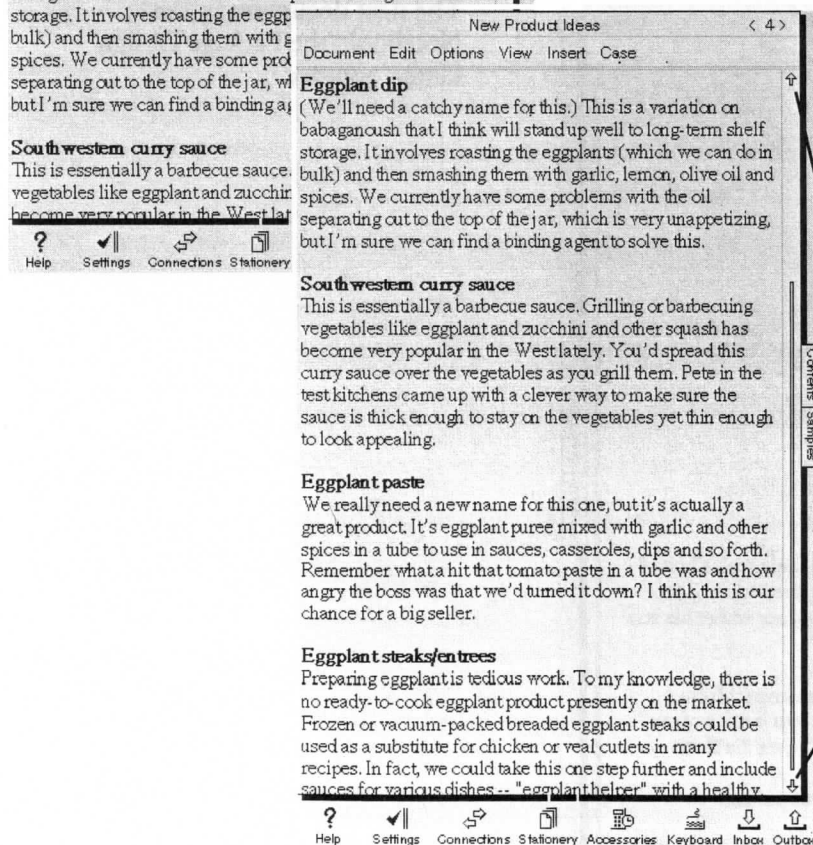 storage. It involves roasting the eggp
bulk) and then smashing them with g
spices. We currently have some prob
separating out to the top of the jar, wh
but I'm sure we can find a binding ag
Southwestern curry sauce
This is essentially a barbecue sauce.
vegetables like eggplant and zucchin
become very popular in the West lat
?
Help Settings Connections Stationery
New Product Ideas < 4 >
Document Edit Options View Insert Case
Eggplant dip
(We'll need a catchy name for this.) This is a variation on
babaganoush that I think will stand up well to long-term shelf
storage. It involves roasting the eggplants (which we can do in
bulk) and then smashing them with garlic, lemon, olive oil and
spices. We currently have some problems with the oil
separating out to the top of the jar, which is very unappetizing,
but I'm sure we can find a binding agent to solve this.
Southwestern curry sauce
This is essentially a barbecue sauce. Grilling or barbecuing
vegetables like eggplant and zucchini and other squash has
become very popular in the West lately. You'd spread this
curry sauce over the vegetables as you grill them. Pete in the
test kitchens came up with a clever way to make sure the
sauce is thick enough to stay on the vegetables yet thin enough
to look appealing.
Eggplant paste
We really need a new name for this one, but it's actually a
great product. It's eggplant puree mixed with garlic and other
spices in a tube to use in sauces, casseroles, dips and so forth.
Remember what a hit that tomato paste in a tube was and how
angry the boss was that we'd turned it down? I think this is our
chance for a big seller.
Eggplant steaks/entrees
Preparing eggplant is tedious work. To my knowledge, there is
no ready-to-cook eggplant product presently on the market.
Frozen or vacuum-packed breaded eggplant steaks could be
used as a substitute for chicken or veal cutlets in many
recipes. In fact, we could take this one step further and include
sauces for various dishes -- "eggplant helper" with a healthy,
Contents Samples
?
Help Settings Connections Stationery Accessories Keyboard Inbox Outbox